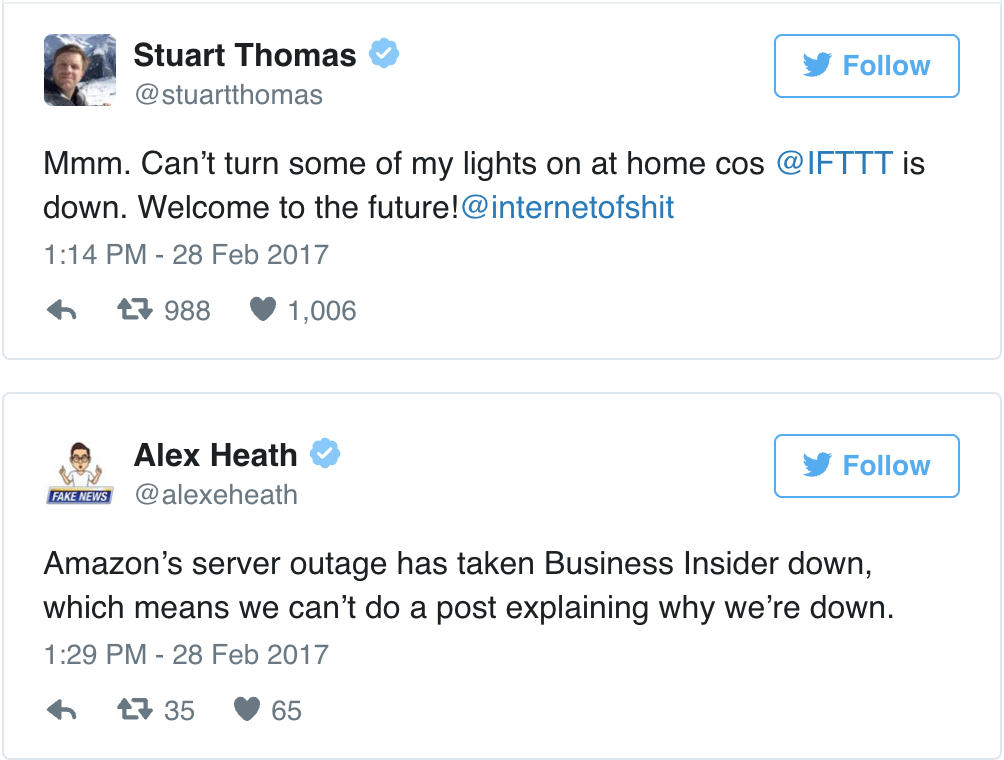 Stuart Thomas
Follow
@stuartthomas
Mmm. Can’t turn some of my lights on at home cos @IFTTT is
down. Welcome to the future!@internetofshit
1:14 PM - 28 Feb 2017
988 1,006
Alex Heath
Follow
FAKE NEWS
@alexeheath
Amazon’s server outage has taken Business Insider down,
which means we can’t do a post explaining why we’re down.
1:29 PM - 28 Feb 2017
35 65